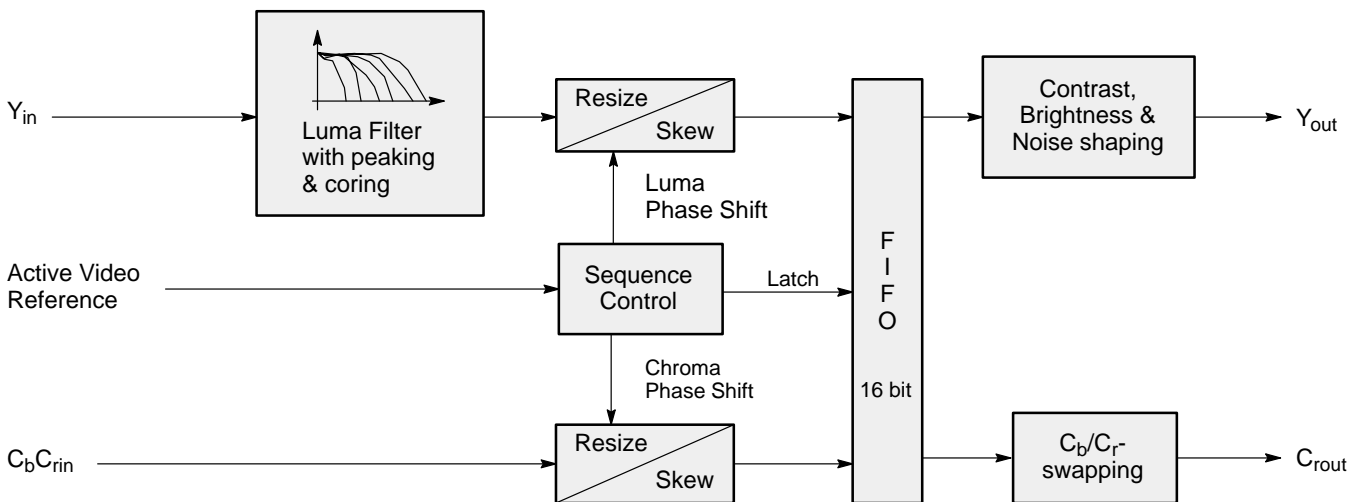 Y_in
Luma Filter
with peaking
& coring
Resize
Skew
Luma
Phase Shift
Contrast,
Brightness &
Noise shaping
Y_out
Active Video
Reference
Sequence
Control
Latch
F
I
F
O
16 bit
Chroma
Phase Shift
C_bC_rin
Resize
Skew
C_b/C_r-
swapping
C_rout